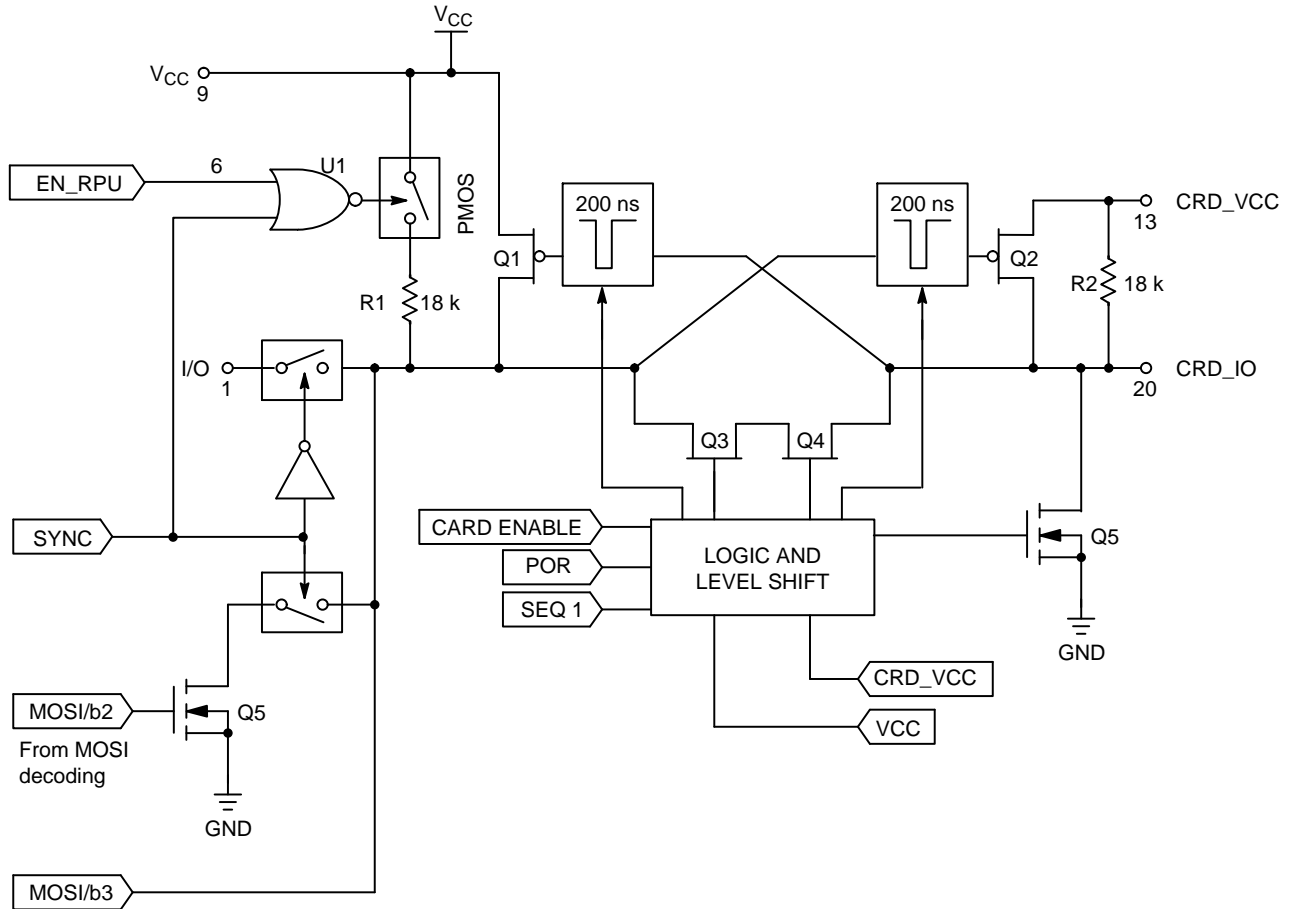 VCC
VCC
9
EN_RPU
6
U1
PMOS
R1
18 k
Q1
200 ns
200 ns
Q2
CRD_VCC
13
R2
18 k
I/O
1
CRD_IO
20
Q3
Q4
SYNC
CARD ENABLE
POR
SEQ 1
LOGIC AND
LEVEL SHIFT
Q5
GND
CRD_VCC
VCC
MOSI/b2
Q5
From MOSI
decoding
GND
MOSI/b3